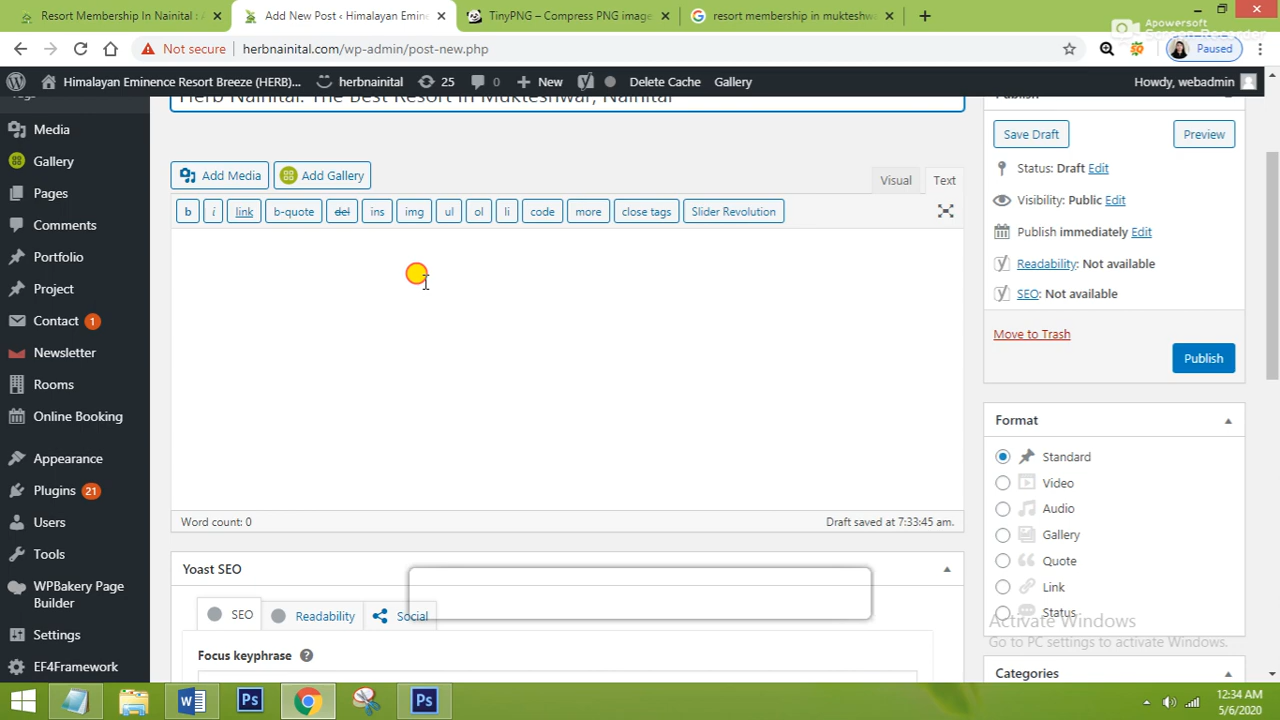 Resort Membership In Nainital : A
Add New Post ‹ Himalayan Emine
TinyPNG – Compress PNG image
resort membership in mukteshw
Apowersoft
Screen Recorder
Not secure
herbnainital.com/wp-admin/post-new.php
Paused
Himalayan Eminence Resort Breeze (HERB)...
herbnainital
25
0
New
Delete Cache
Gallery
Howdy, webadmin
Tags
Herb Nainital: The Best Resort In Mukteshwar, Nainital
Publish
Media
Save Draft
Preview
Gallery
Status: Draft Edit
Add Media
Add Gallery
Visual
Text
Pages
Visibility: Public Edit
b
i
link
b-quote
del
ins
img
ul
ol
li
code
more
close tags
Slider Revolution
Contact 1
Comments
Publish immediately Edit
Portfolio
Readability: Not available
Project
SEO: Not available
Newsletter
Move to Trash
Publish
Rooms
Online Booking
Format
Appearance
Standard
Plugins 21
Video
Users
Audio
Word count: 0
Draft saved at 7:33:45 am.
Gallery
Tools
Quote
Yoast SEO
WPBakery Page
Builder
Link
SEO
Readability
Social
Status
Activate Windows
Go to PC settings to activate Windows.
Settings
Focus keyphrase
EF4Framework
Categories
12:34 AM
5/6/2020